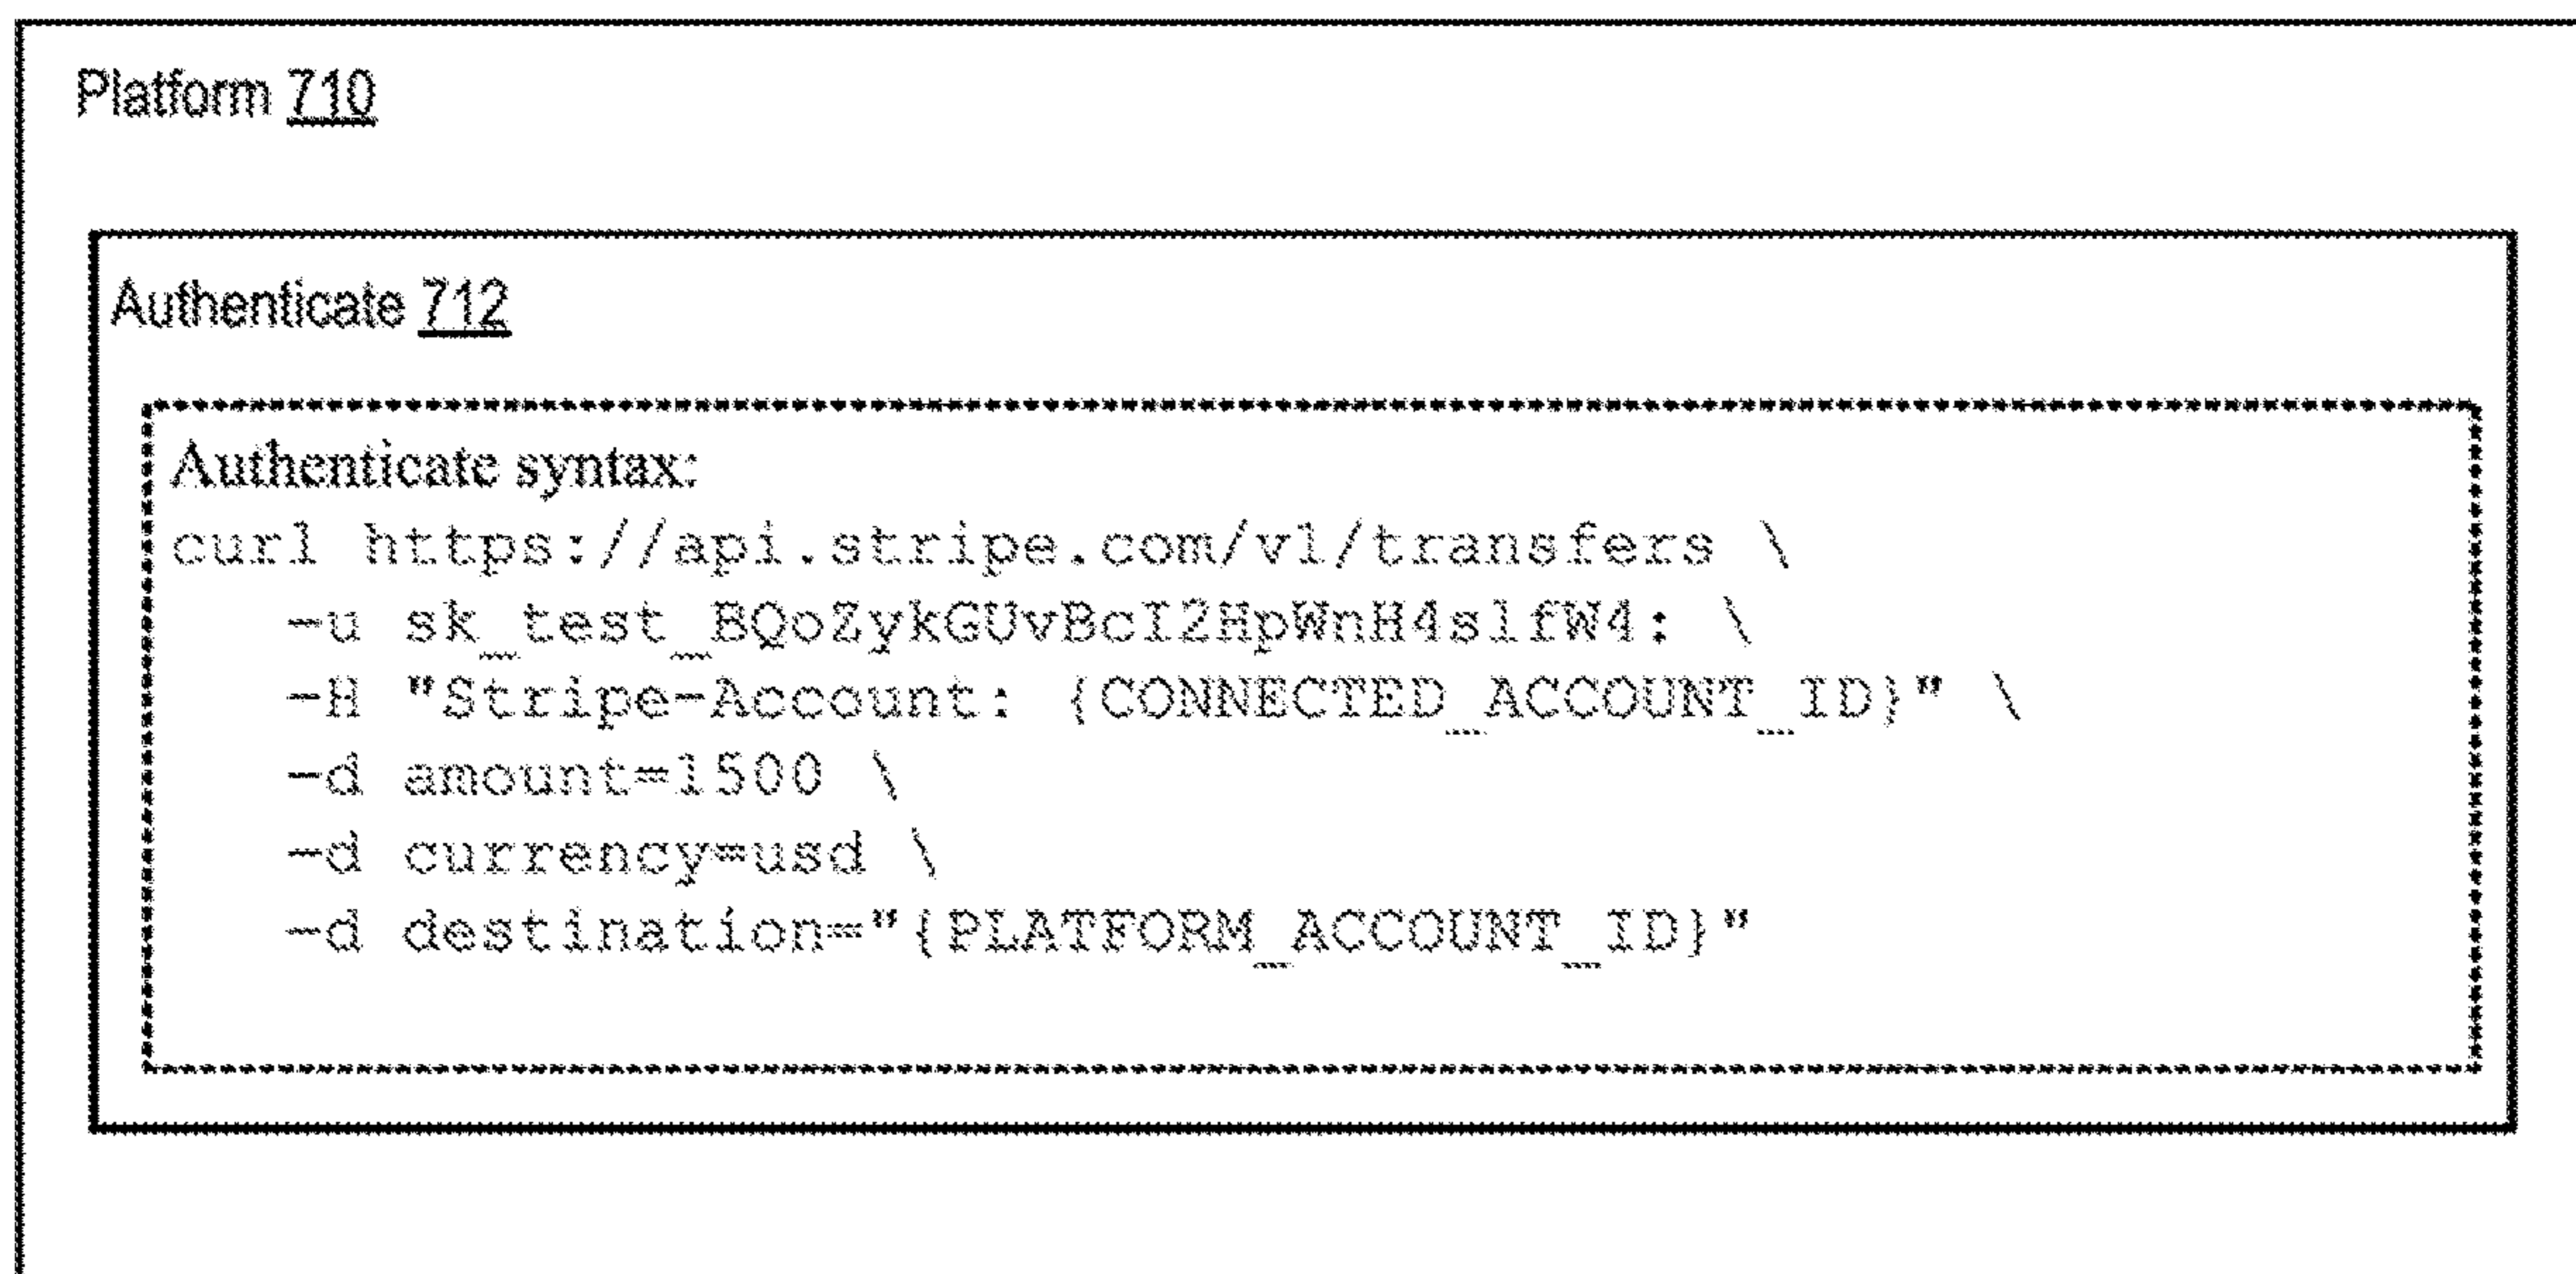 Platform 710
Authenticate 712
Authenticate syntax:
curl https://api.stripe.com/v1/transfers \
-u sk_test_BQoZykGUvBcI2HpWnH4slfW4: \
-H "Stripe-Account: {CONNECTED_ACCOUNT_ID}" \
-d amount=1500 \
-d currency=usd \
-d destination="{PLATFORM_ACCOUNT_ID}"